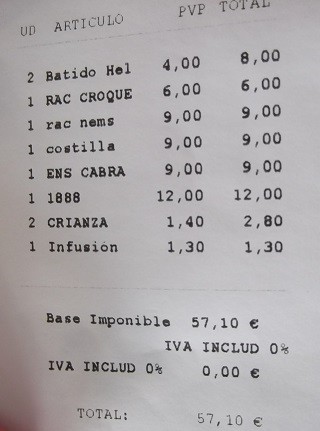 UD ARTICULO PVP TOTAL
2 Batido Hel 4,00 8,00
1 RAC CROQUE 6,00 6,00
1 rac nems 9,00 9,00
1 costilla 9,00 9,00
1 ENS CABRA 9,00 9,00
1 1888 12,00 12,00
2 CRIANZA 1,40 2,80
1 Infusión 1,30 1,30
Base Imponible 57,10 €
IVA INCLUD 0%
IVA INCLUD 0% 0,00 €
TOTAL: 57,10 €